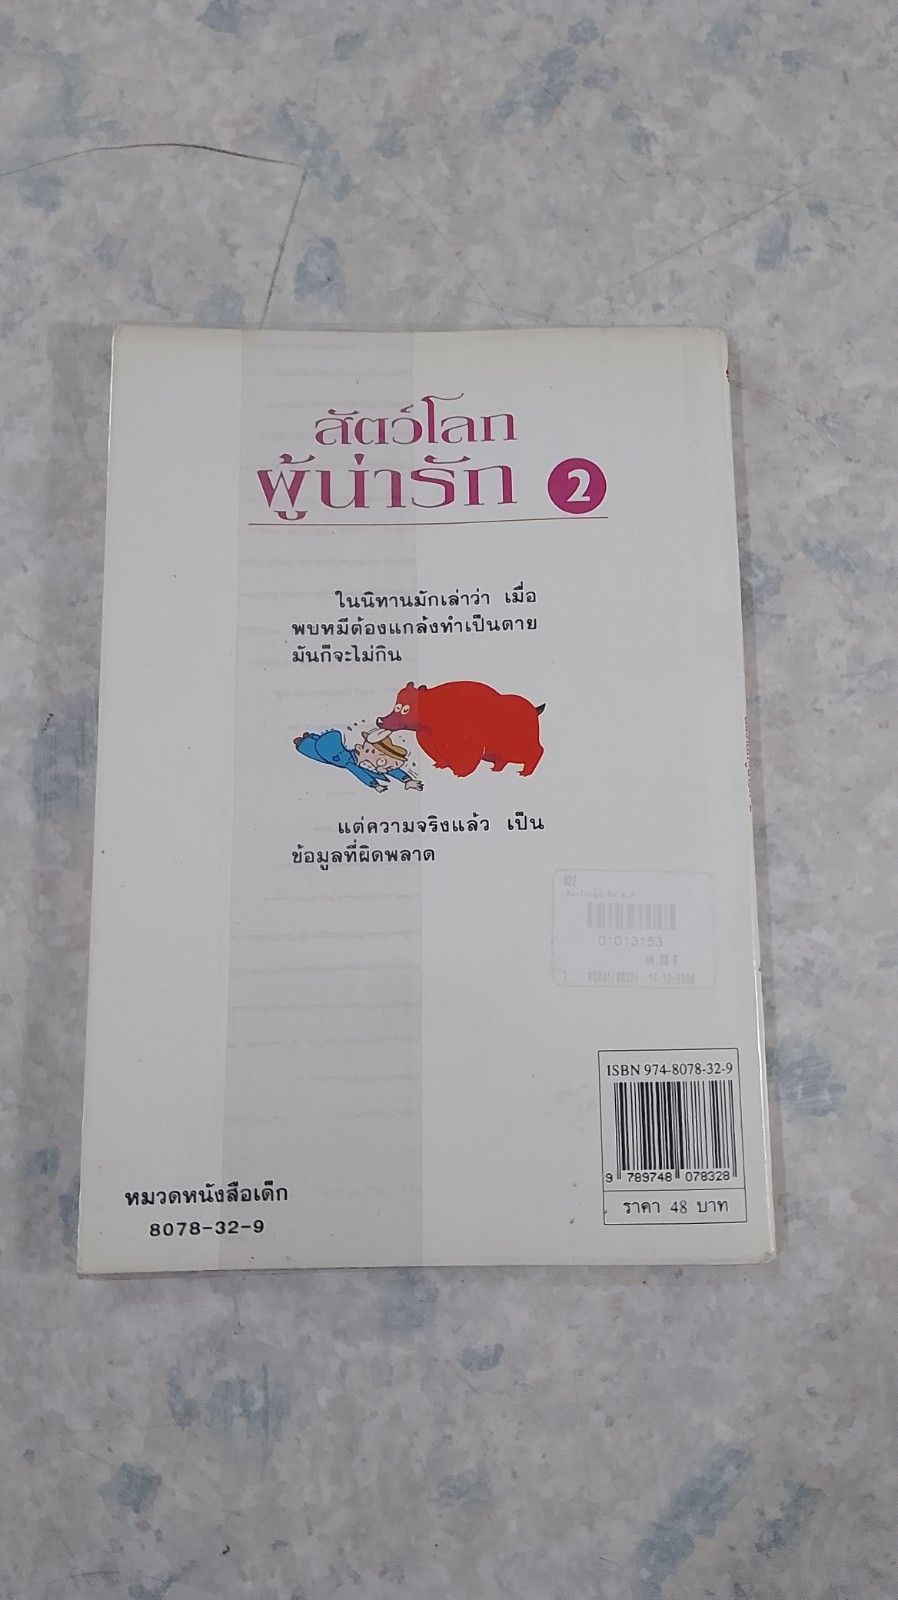 สัตว์โลก
ผู้น่ารัก 2
ในนิทานมักเล่าว่า เมื่อ
พบหมีต้องแกล้งทำเป็นตาย
มันก็จะไม่กิน
แต่ความจริงแล้ว เป็น
ข้อมูลที่ผิดพลาด
022
01013153
48.00 B.
19-12-2000
ISBN 974-8078-32-9
9 789748 078328
ราคา 48 บาท
หมวดหนังสือเด็ก
8078-32-9